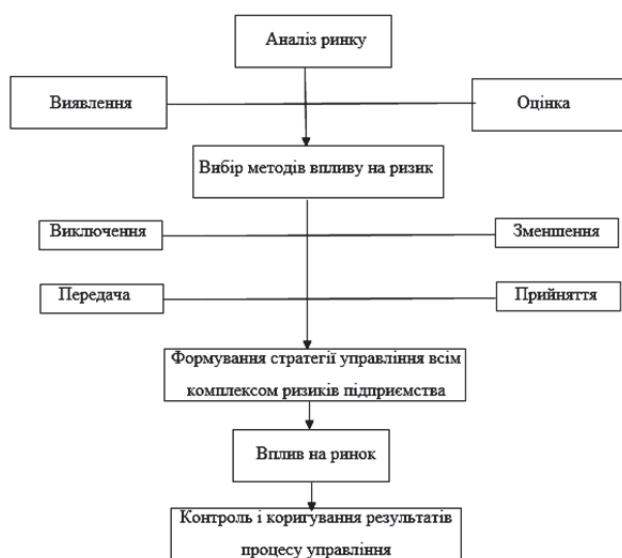 Аналіз ринку
Виявлення
Оцінка
Вибір методів впливу на ризик
Виключення
Зменшення
Передача
Прийняття
Формування стратегії управління всім
комплексом ризиків підприємства
Вплив на ринок
Контроль і коригування результатів
процесу управління